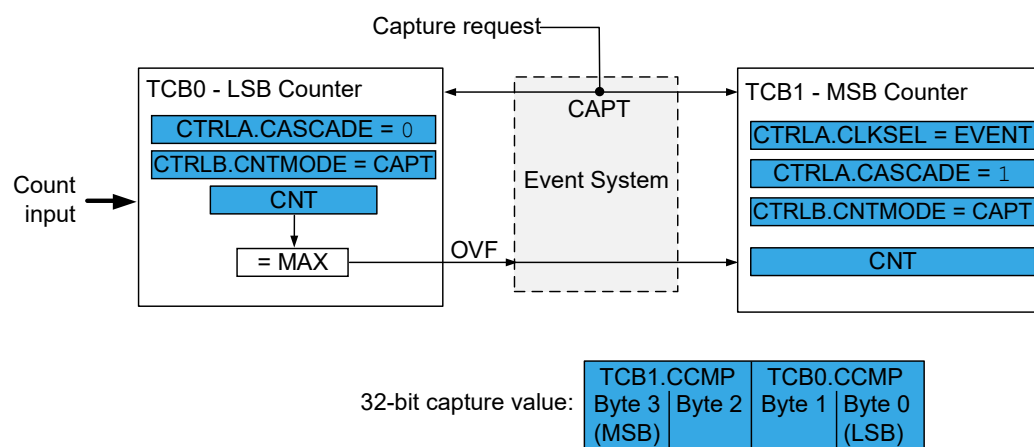 Capture request
TCB0 - LSB Counter
CTRLA.CASCADE = 0
CTRLB.CNTMODE = CAPT
CNT
= MAX
Count
input
OVF
CAPT
Event System
TCB1 - MSB Counter
CTRLA.CLKSEL = EVENT
CTRLA.CASCADE = 1
CTRLB.CNTMODE = CAPT
CNT
32-bit capture value:
TCB1.CCMP TCB0.CCMP
Byte 3 Byte 2 Byte 1 Byte 0
(MSB) (LSB)